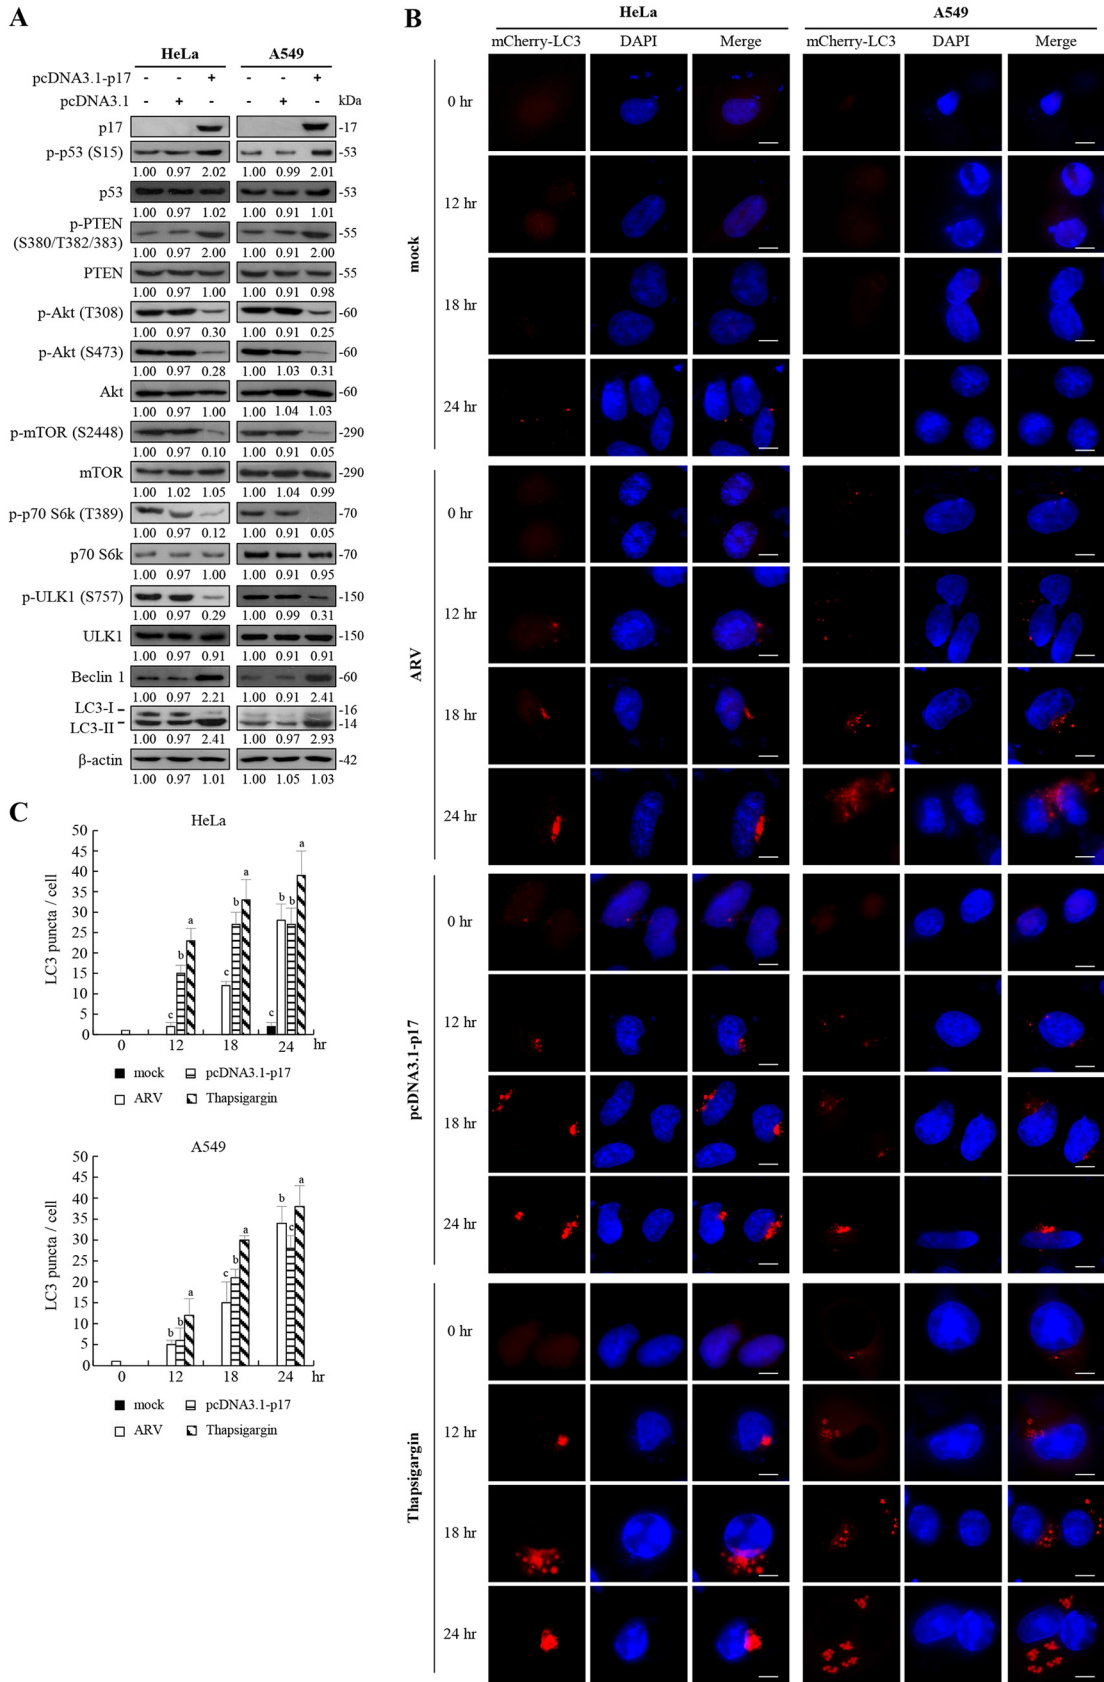 A
HeLa A549
pcDNA3.1-p17 - - + - - +
pcDNA3.1 - + - - + - kDa
p17 -17
p-p53 (S15) -53
1.00 0.97 2.02 1.00 0.99 2.01
p53 -53
1.00 0.97 1.02 1.00 0.91 1.01
p-PTEN
(S380/T382/383) -55
1.00 0.97 2.00 1.00 0.91 2.00
PTEN -55
1.00 0.97 1.00 1.00 0.91 0.98
p-Akt (T308) -60
1.00 0.97 0.30 1.00 0.91 0.25
p-Akt (S473) -60
1.00 0.97 0.28 1.00 1.03 0.31
Akt -60
1.00 0.97 1.00 1.00 1.04 1.03
p-mTOR (S2448) -290
1.00 0.97 0.10 1.00 0.91 0.05
mTOR -290
1.00 1.02 1.05 1.00 1.04 0.99
p-p70 S6k (T389) -70
1.00 0.97 0.12 1.00 0.91 0.05
p70 S6k -70
1.00 0.97 1.00 1.00 0.91 0.95
p-ULK1 (S757) -150
1.00 0.97 0.29 1.00 0.99 0.31
ULK1 -150
1.00 0.97 0.91 1.00 0.91 0.91
Beclin 1 -60
1.00 0.97 2.21 1.00 0.91 2.41
LC3-I -16
LC3-II -14
1.00 0.97 2.41 1.00 0.97 2.93
β-actin -42
1.00 0.97 1.01 1.00 1.05 1.03
B
HeLa A549
mCherry-LC3 DAPI Merge mCherry-LC3 DAPI Merge
mock
0 hr
12 hr
18 hr
24 hr
ARV
0 hr
12 hr
18 hr
24 hr
pcDNA3.1-p17
0 hr
12 hr
18 hr
24 hr
Thapsigargin
0 hr
12 hr
18 hr
24 hr
C
HeLa
LC3 puncta / cell
50
45
40
35
30
25
20
15
10
5
0
c b a
c b a
c b b a
0 12 18 24 hr
mock pcDNA3.1-p17
ARV Thapsigargin
A549
LC3 puncta / cell
50
45
40
35
30
25
20
15
10
5
0
b b a
c b a
b c a
0 12 18 24 hr
mock pcDNA3.1-p17
ARV Thapsigargin